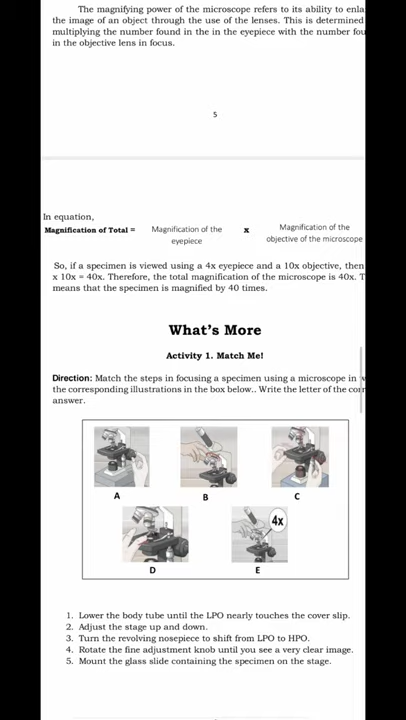 The magnifying power of the microscope refers to its ability to enla
the image of an object through the use of the lenses. This is determined
multiplying the number found in the in the eyepiece with the number fou
in the objective lens in focus.
5
In equation,
Magnification of Total = Magnification of the eyepiece x Magnification of the objective of the microscope
So, if a specimen is viewed using a 4x eyepiece and a 10x objective, then
x 10x = 40x. Therefore, the total magnification of the microscope is 40x. T
means that the specimen is magnified by 40 times.
What's More
Activity 1. Match Me!
Direction: Match the steps in focusing a specimen using a microscope in
the corresponding illustrations in the box below.. Write the letter of the cor
answer.
A B C
4x
D E
1. Lower the body tube until the LPO nearly touches the cover slip.
2. Adjust the stage up and down.
3. Turn the revolving nosepiece to shift from LPO to HPO.
4. Rotate the fine adjustment knob until you see a very clear image.
5. Mount the glass slide containing the specimen on the stage.